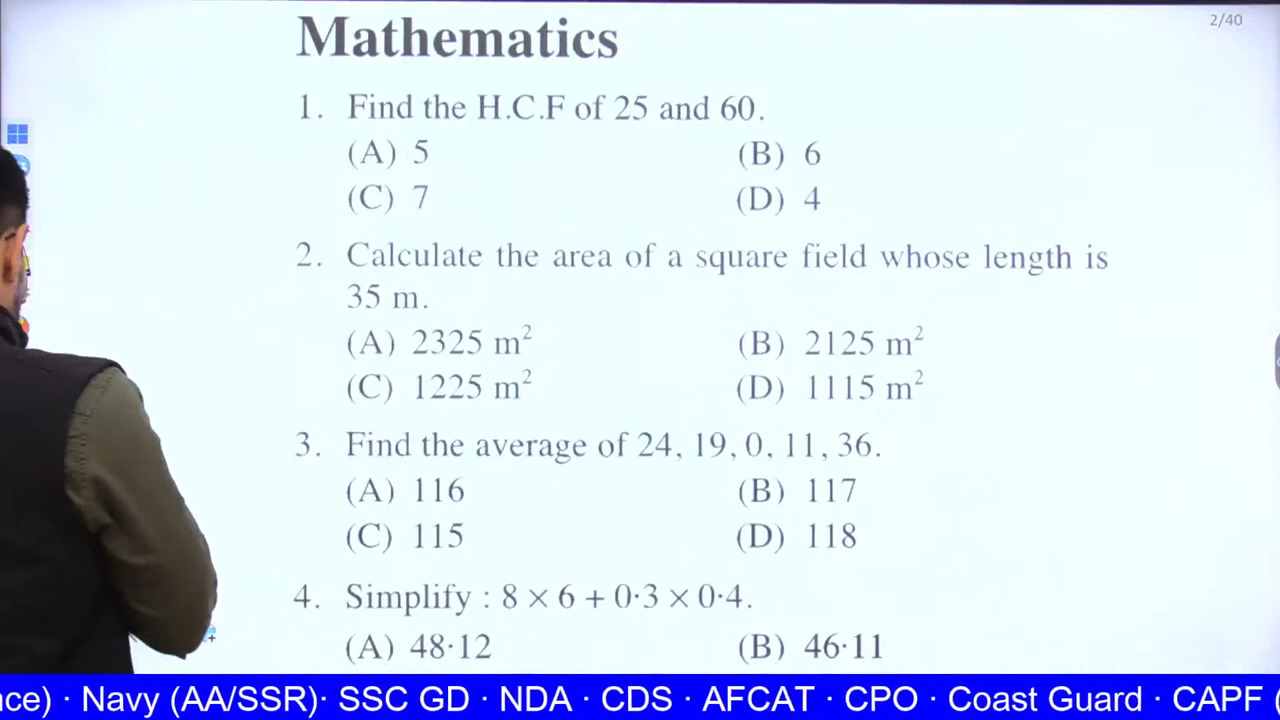 2/40
Mathematics
1. Find the H.C.F of 25 and 60.
(A) 5 (B) 6
(C) 7 (D) 4
2. Calculate the area of a square field whose length is
35 m.
(A) 2325 m² (B) 2125 m²
(C) 1225 m² (D) 1115 m²
3. Find the average of 24, 19, 0, 11, 36.
(A) 116 (B) 117
(C) 115 (D) 118
4. Simplify : 8 × 6 + 0·3 × 0·4.
(A) 48·12 (B) 46·11
nce) · Navy (AA/SSR)· SSC GD · NDA · CDS · AFCAT · CPO · Coast Guard · CAPF (